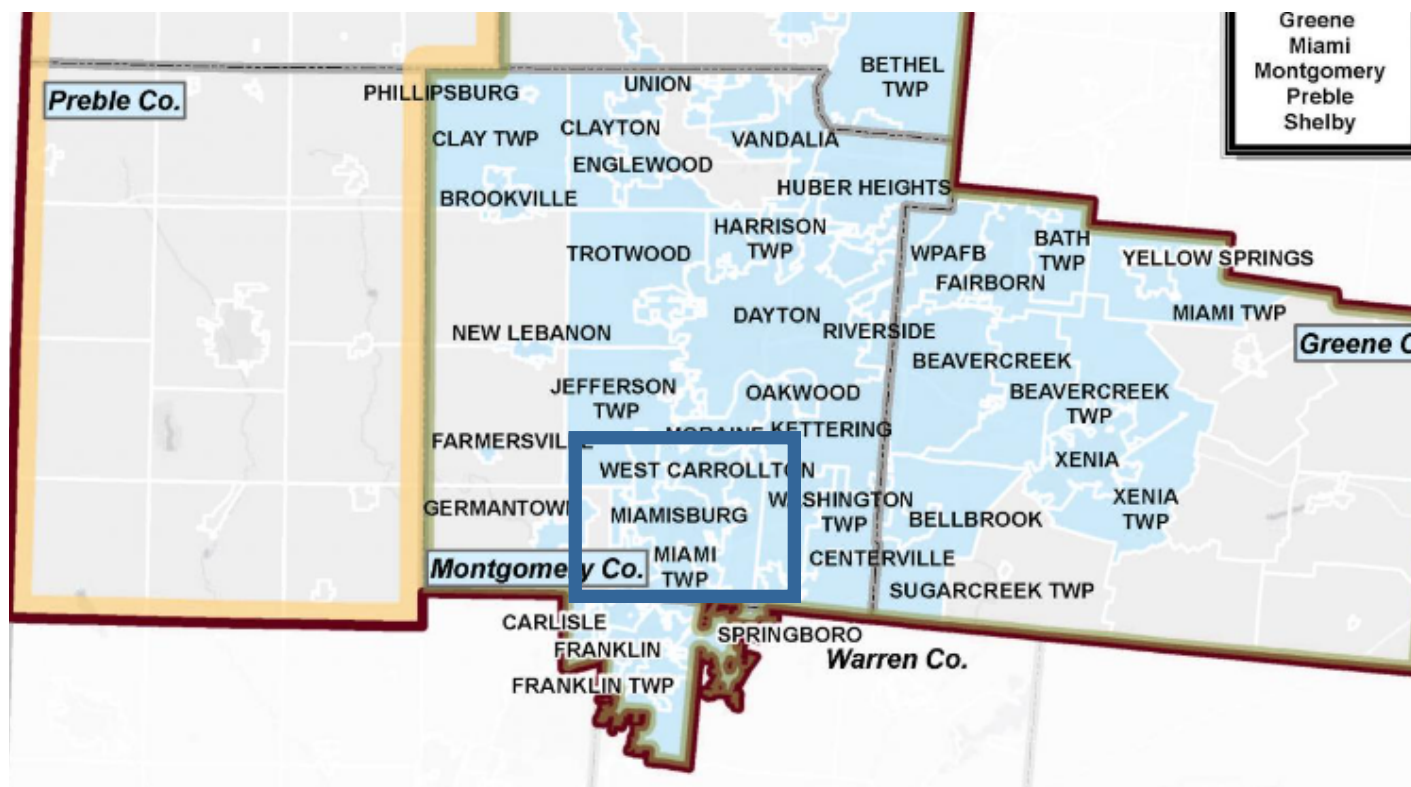 Greene
Miami
Montgomery
Preble
Shelby
BETHEL
TWP
Preble Co.
PHILLIPSBURG
UNION
CLAY TWP
CLAYTON
VANDALIA
ENGLEWOOD
BROOKVILLE
HUBER HEIGHTS
HARRISON
TWP
TROTWOOD
WPAFB
BATH
TWP
YELLOW SPRINGS
FAIRBORN
MIAMI TWP
DAYTON
RIVERSIDE
NEW LEBANON
Greene C
BEAVERCREEK
JEFFERSON
TWP
OAKWOOD
BEAVERCREEK
TWP
MORAINE
KETTERING
FARMERSVILLE
WEST CARROLLTON
XENIA
GERMANTOWN
MIAMISBURG
WASHINGTON
TWP
BELLBROOK
XENIA
TWP
Montgomery Co.
MIAMI
TWP
CENTERVILLE
SUGARCREEK TWP
CARLISLE
SPRINGBORO
FRANKLIN
Warren Co.
FRANKLIN TWP